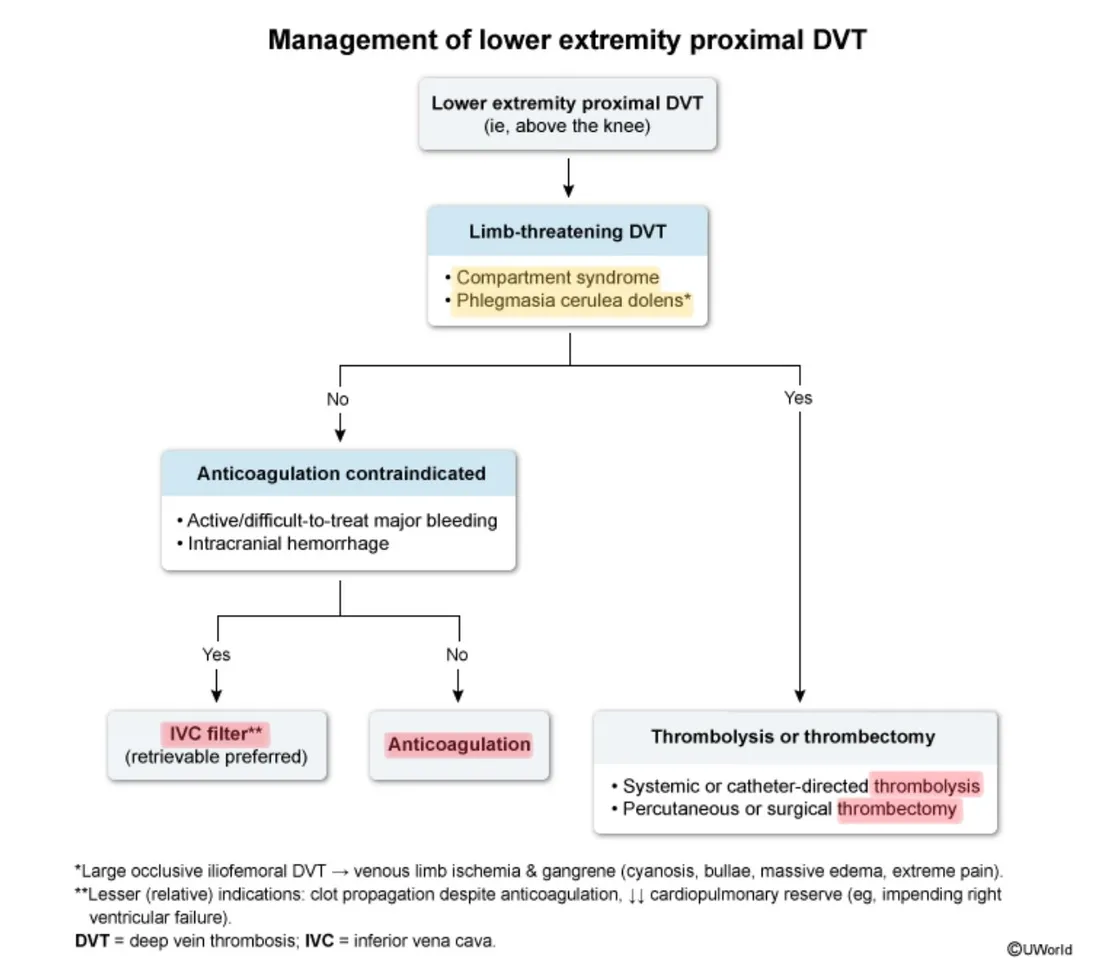 Management of lower extremity proximal DVT
Lower extremity proximal DVT
(ie, above the knee)
Limb-threatening DVT
• Compartment syndrome
• Phlegmasia cerulea dolens*
No
Yes
Anticoagulation contraindicated
• Active/difficult-to-treat major bleeding
• Intracranial hemorrhage
Yes
No
IVC filter**
(retrievable preferred)
Anticoagulation
Thrombolysis or thrombectomy
• Systemic or catheter-directed thrombolysis
• Percutaneous or surgical thrombectomy
*Large occlusive iliofemoral DVT → venous limb ischemia & gangrene (cyanosis, bullae, massive edema, extreme pain).
**Lesser (relative) indications: clot propagation despite anticoagulation, ↓↓ cardiopulmonary reserve (eg, impending right
ventricular failure).
DVT = deep vein thrombosis; IVC = inferior vena cava.
©UWorld